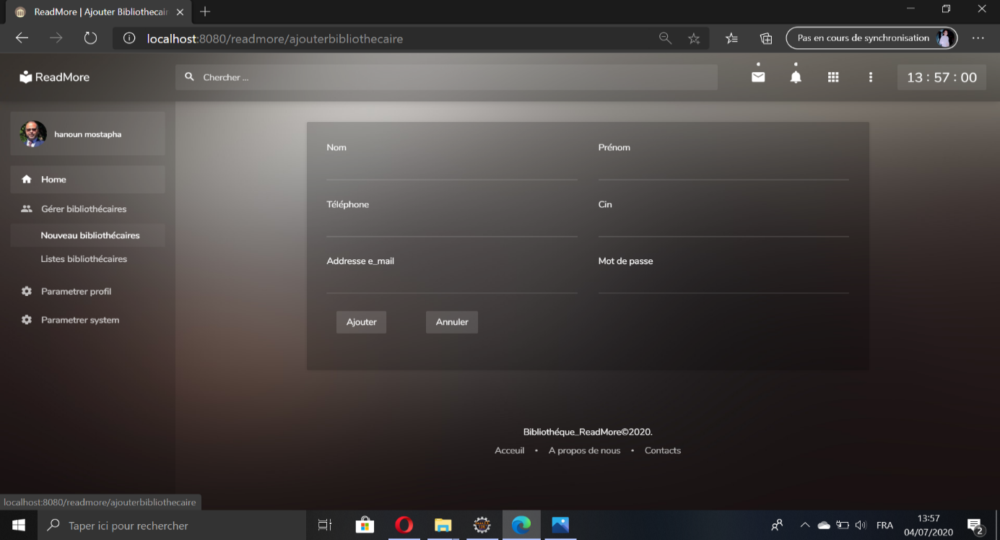 ReadMore | Ajouter Bibliothecair
localhost:8080/readmore/ajouterbibliothecaire
Pas en cours de synchronisation
ReadMore
Chercher ...
13 : 57 : 00
hanoun mostapha
Home
Gérer bibliothécaires
Nouveau bibliothécaires
Listes bibliothécaires
Parametrer profil
Parametrer system
Nom
Prénom
Téléphone
Cin
Addresse e_mail
Mot de passe
Ajouter
Annuler
Bibliothéque_ReadMore©2020.
Acceuil • A propos de nous • Contacts
localhost:8080/readmore/ajouterbibliothecaire
Taper ici pour rechercher
FRA
13:57
04/07/2020
2